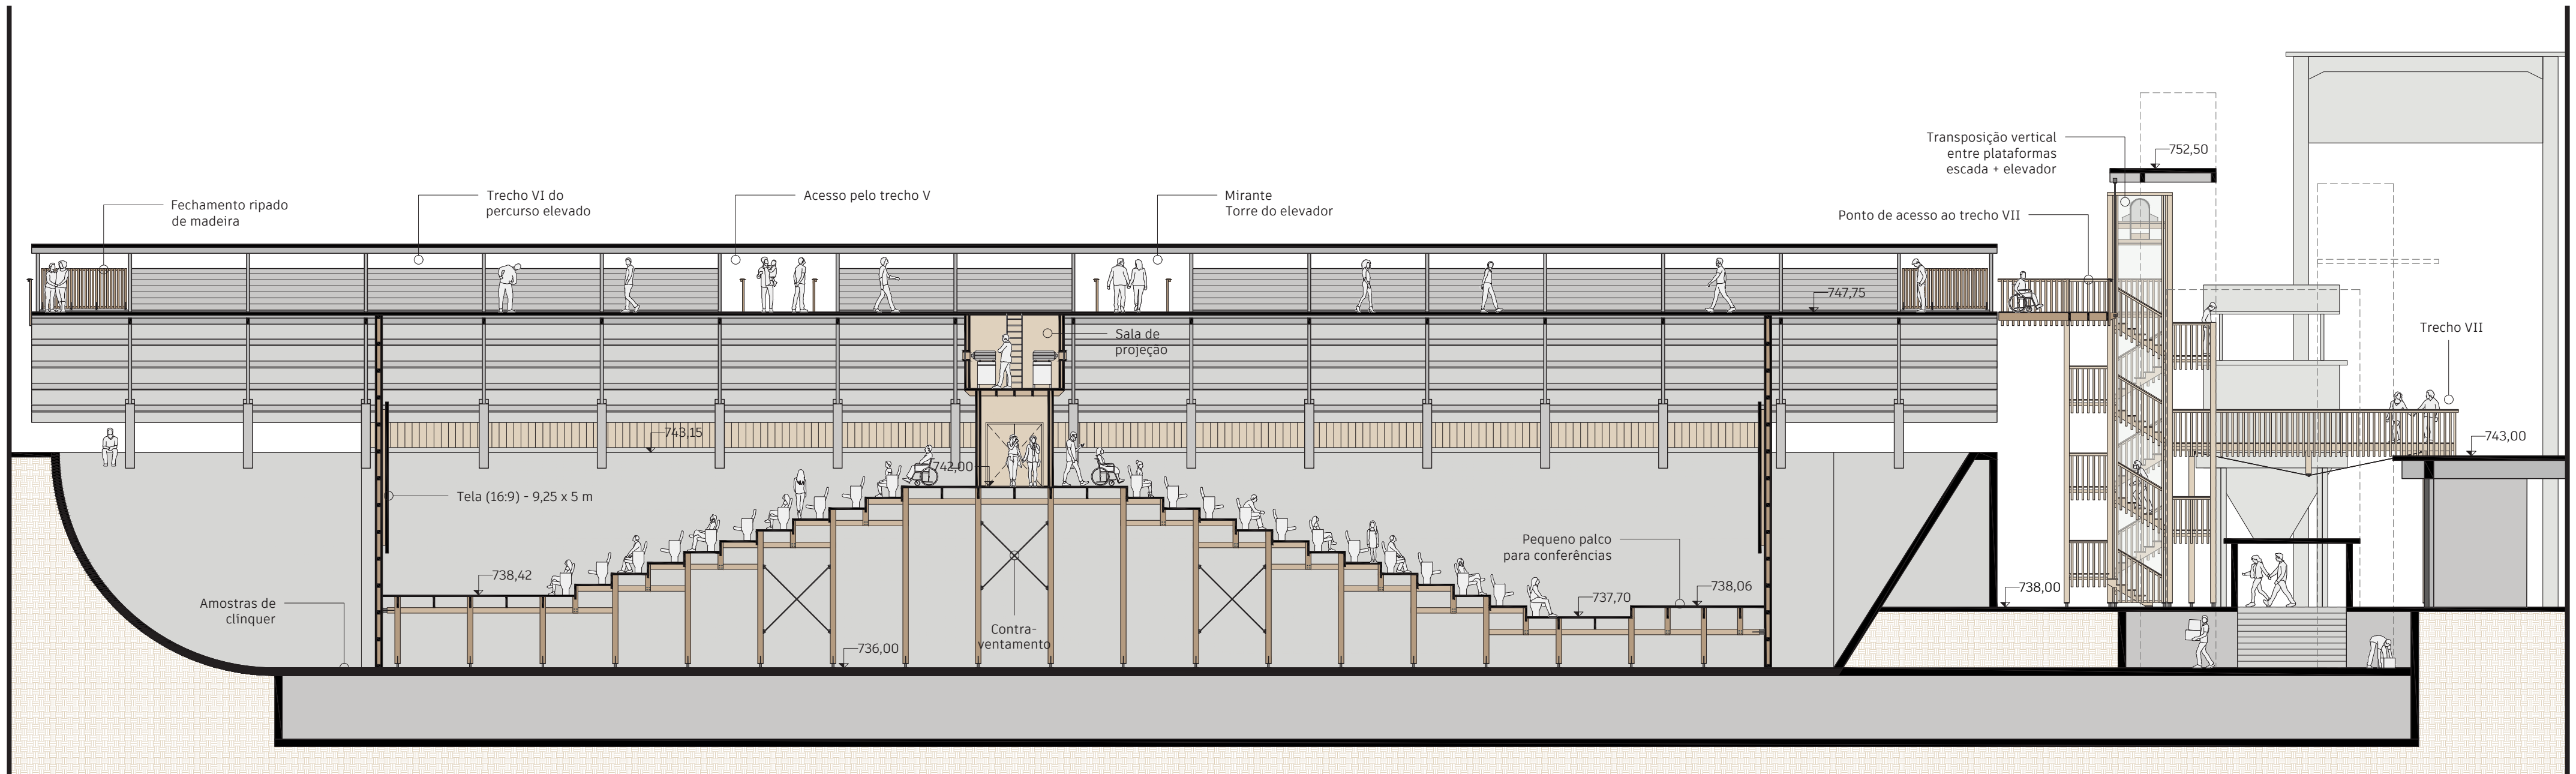 Transposição vertical
entre plataformas
escada + elevador
752,50
Fechamento ripado
de madeira
Trecho VI do
percurso elevado
Acesso pelo trecho V
Mirante
Torre do elevador
Ponto de acesso ao trecho VII
747,75
Sala de
projeção
Trecho VII
743,15
742,00
743,00
Tela (16:9) - 9,25 x 5 m
Pequeno palco
para conferências
738,42
737,70
738,06
738,00
Amostras de
clínquer
Contra-
ventamento
736,00